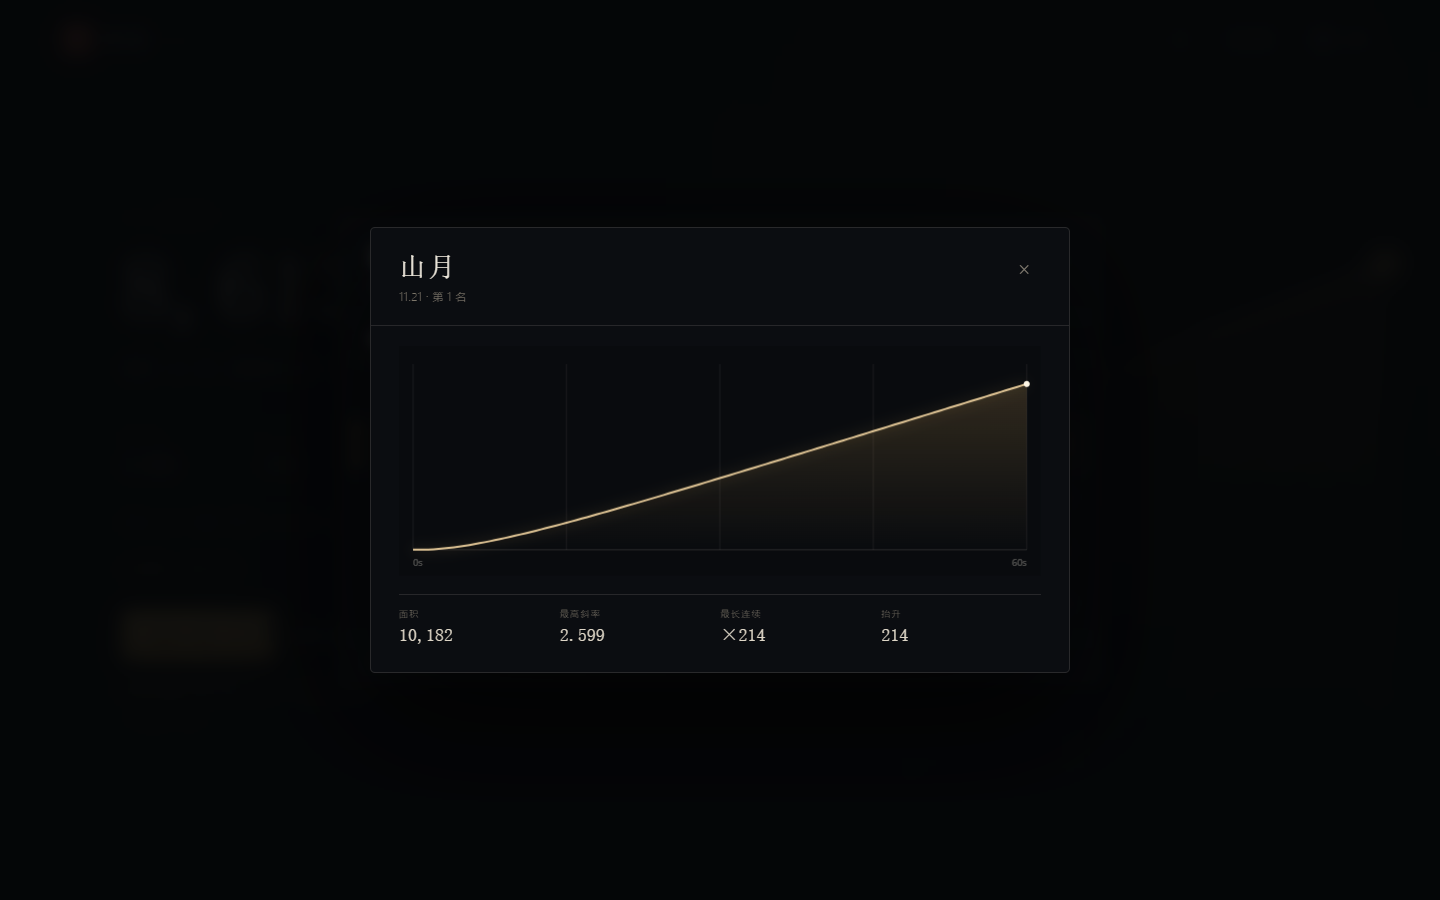 山月
×
11.21 · 第 1 名
0s 60s
面积 最高斜率 最长连续 抬升
10,182 2.599 ×214 214